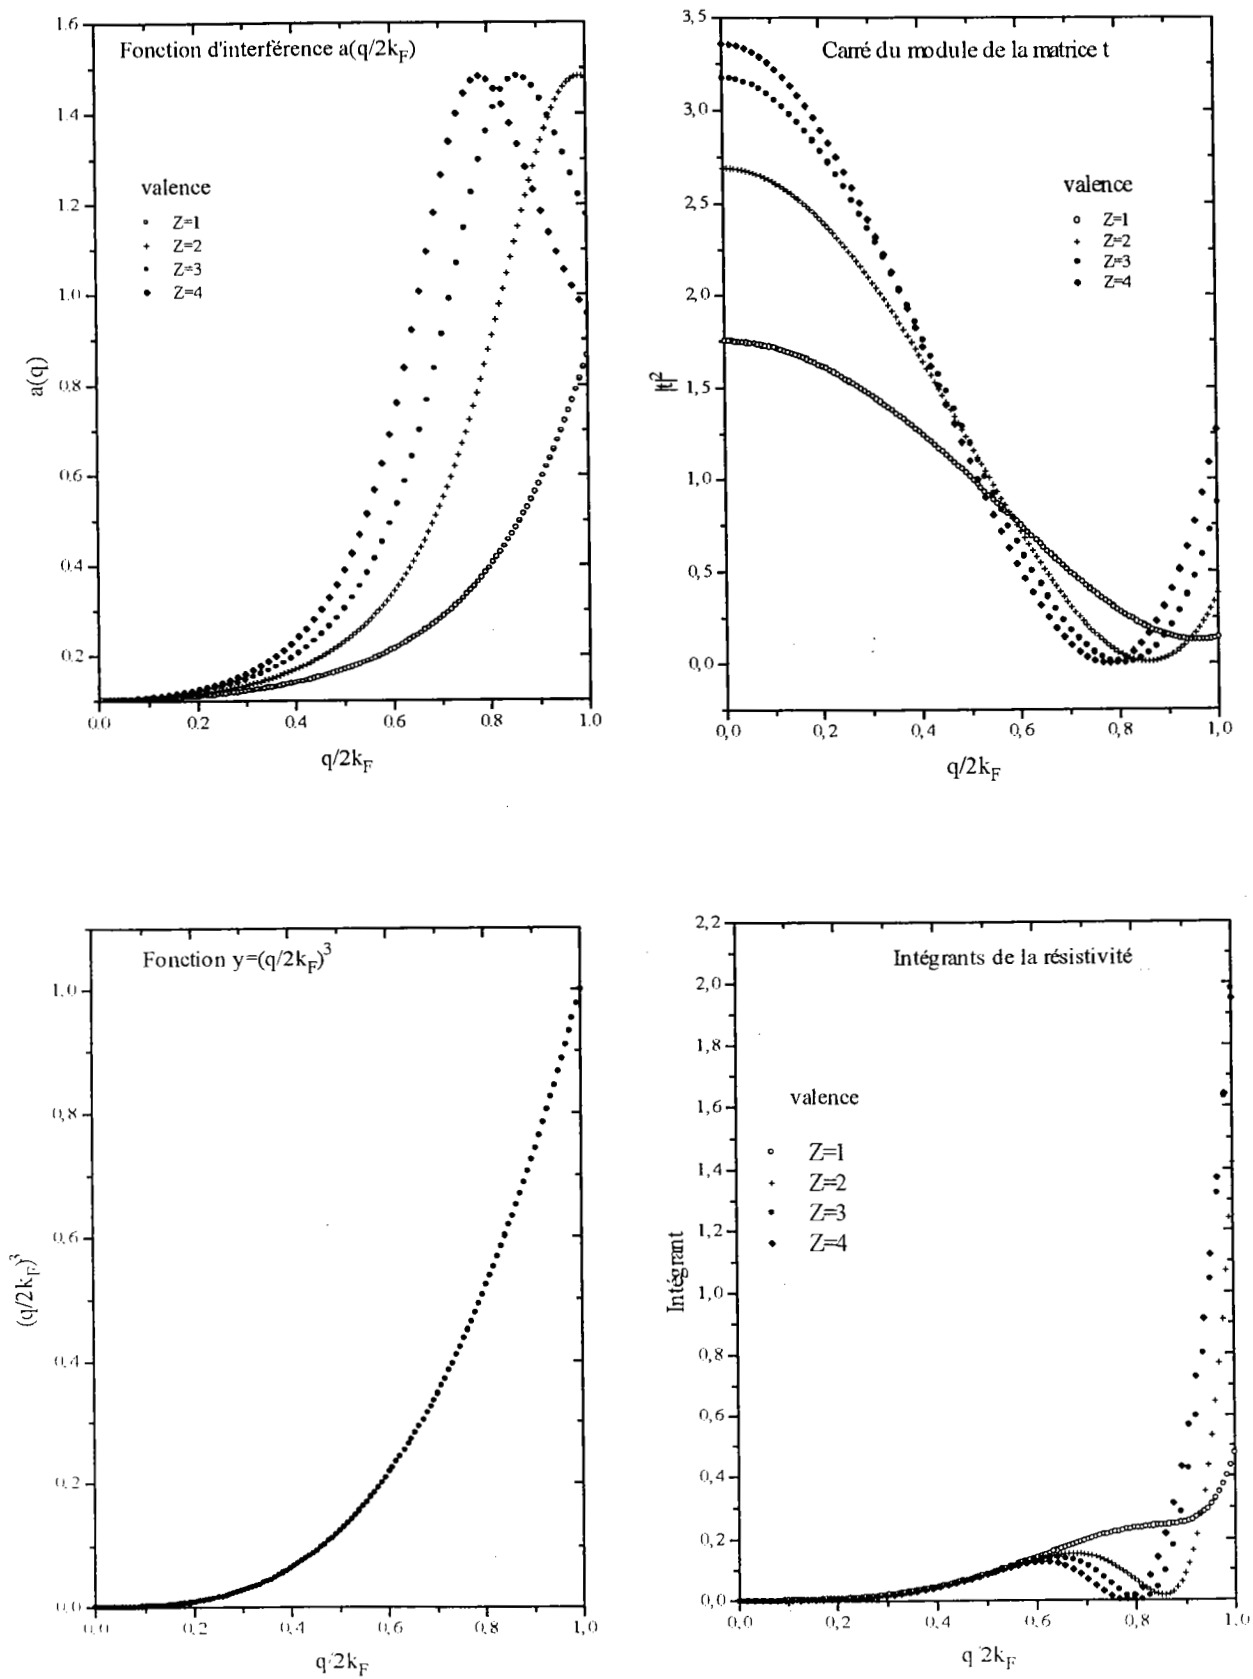 Fonction d'interférence a(q/2kF)
1.6
1.4
1.2
1.0
0.8
0.6
0.4
0.2
a(q)
valence
Z=1
Z=2
Z=3
Z=4
0.0 0.2 0.4 0.6 0.8 1.0
q/2kF
Carré du module de la matrice t
3,5
3,0
2,5
2,0
1,5
1,0
0,5
0,0
|t|2
valence
Z=1
Z=2
Z=3
Z=4
0,0 0,2 0,4 0,6 0,8 1,0
q/2kF
Fonction y=(q/2kF)3
1,0
0,8
0,6
0,4
0,2
0,0
(q/2kF)3
0,0 0,2 0,4 0,6 0,8 1,0
q/2kF
Intégrants de la résistivité
2,2
2,0
1,8
1,6
1,4
1,2
1,0
0,8
0,6
0,4
0,2
0,0
Intégrant
valence
Z=1
Z=2
Z=3
Z=4
0,0 0,2 0,4 0,6 0,8 1,0
q/2kF